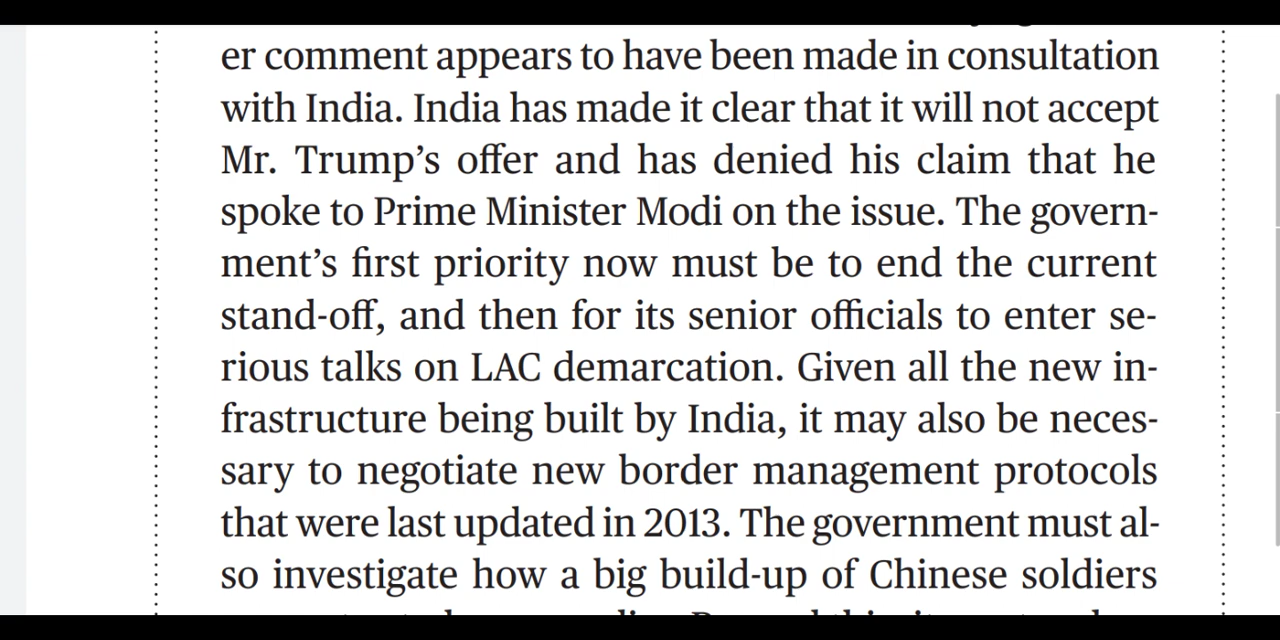 er comment appears to have been made in consultation
with India. India has made it clear that it will not accept
Mr. Trump’s offer and has denied his claim that he
spoke to Prime Minister Modi on the issue. The govern-
ment’s first priority now must be to end the current
stand-off, and then for its senior officials to enter se-
rious talks on LAC demarcation. Given all the new in-
frastructure being built by India, it may also be neces-
sary to negotiate new border management protocols
that were last updated in 2013. The government must al-
so investigate how a big build-up of Chinese soldiers